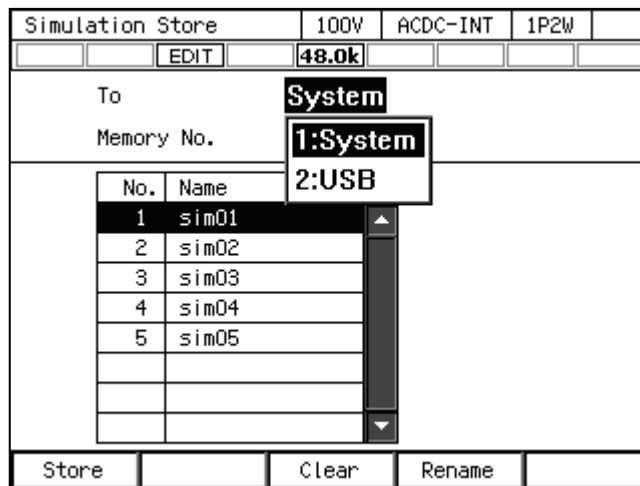 Simulation Store 100V ACDC-INT 1P2W
EDIT 48.0k
To System
Memory No. 1:System
2:USB
No. Name
1 sim01
2 sim02
3 sim03
4 sim04
5 sim05
Store Clear Rename